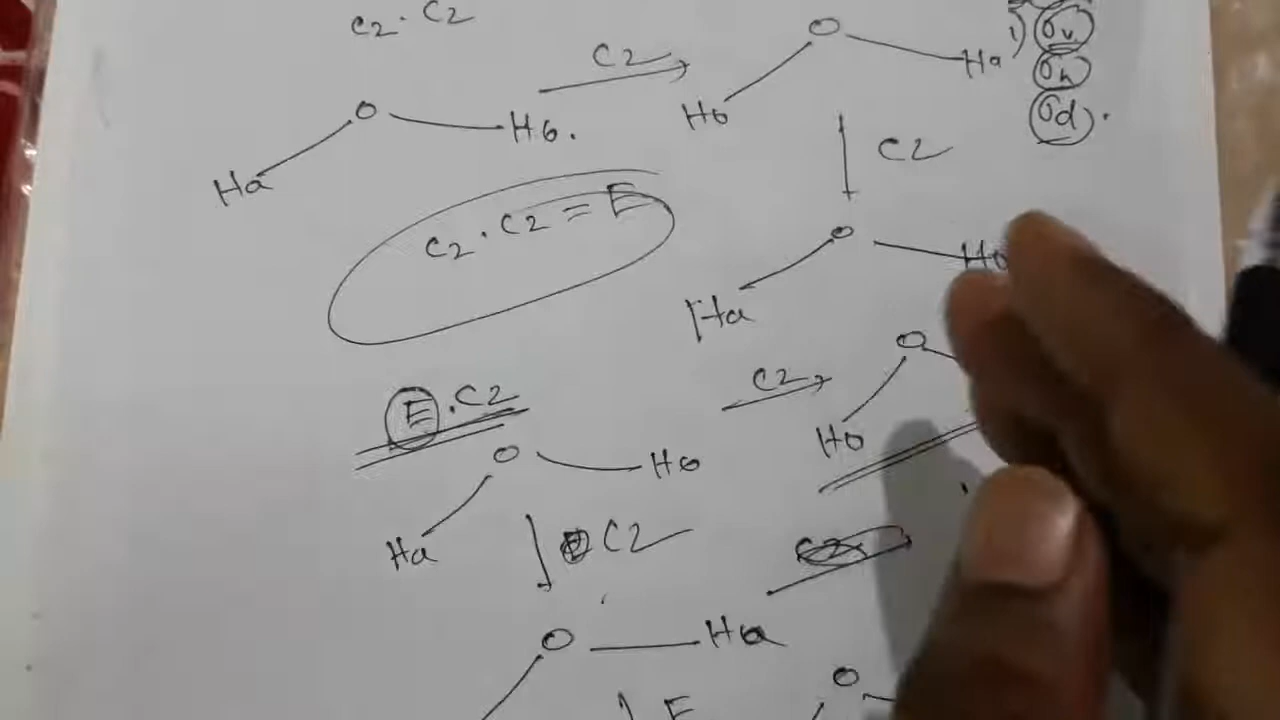 C2 . C2
O
Ha Hb.
C2
O
Hb Ha
1) σv
σh
σd.
C2
O
Ha Hb
C2 . C2 = E
C2
O
Hb
E . C2
O
Ha Hb
C2
O
Ha
E
O